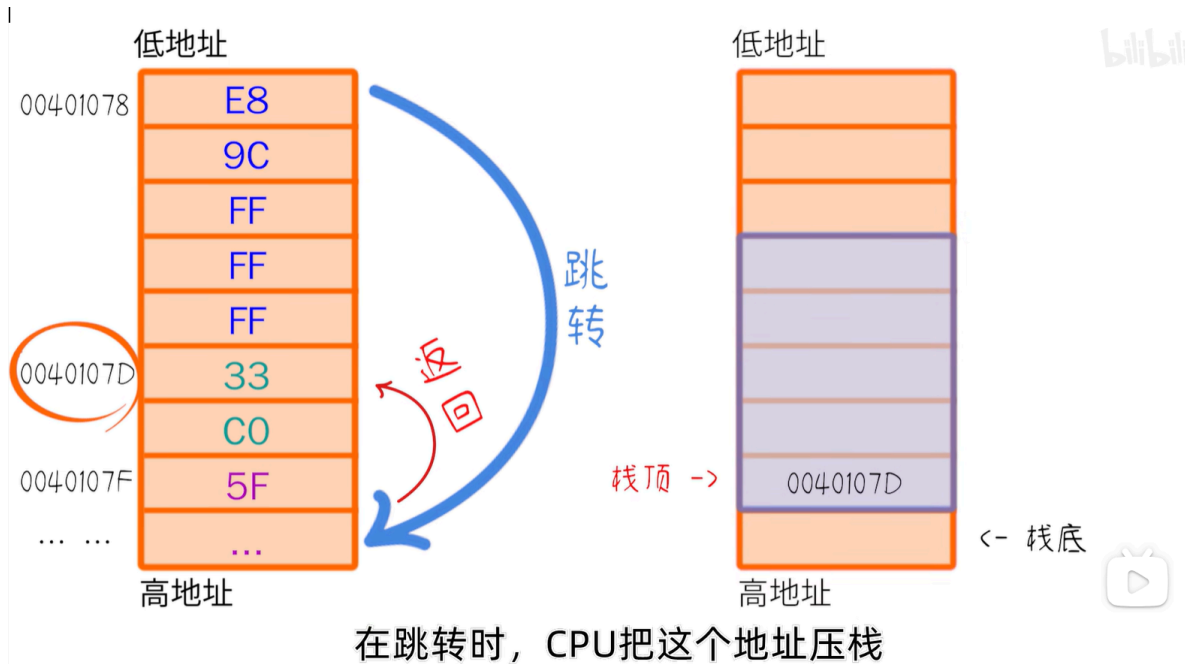 低地址
00401078
E8
9C
FF
FF
FF
0040107D
33
C0
0040107F
5F
... ...
...
高地址
跳转
返回
低地址
栈顶 ->
0040107D
<- 栈底
高地址
bilibili
在跳转时，CPU把这个地址压栈